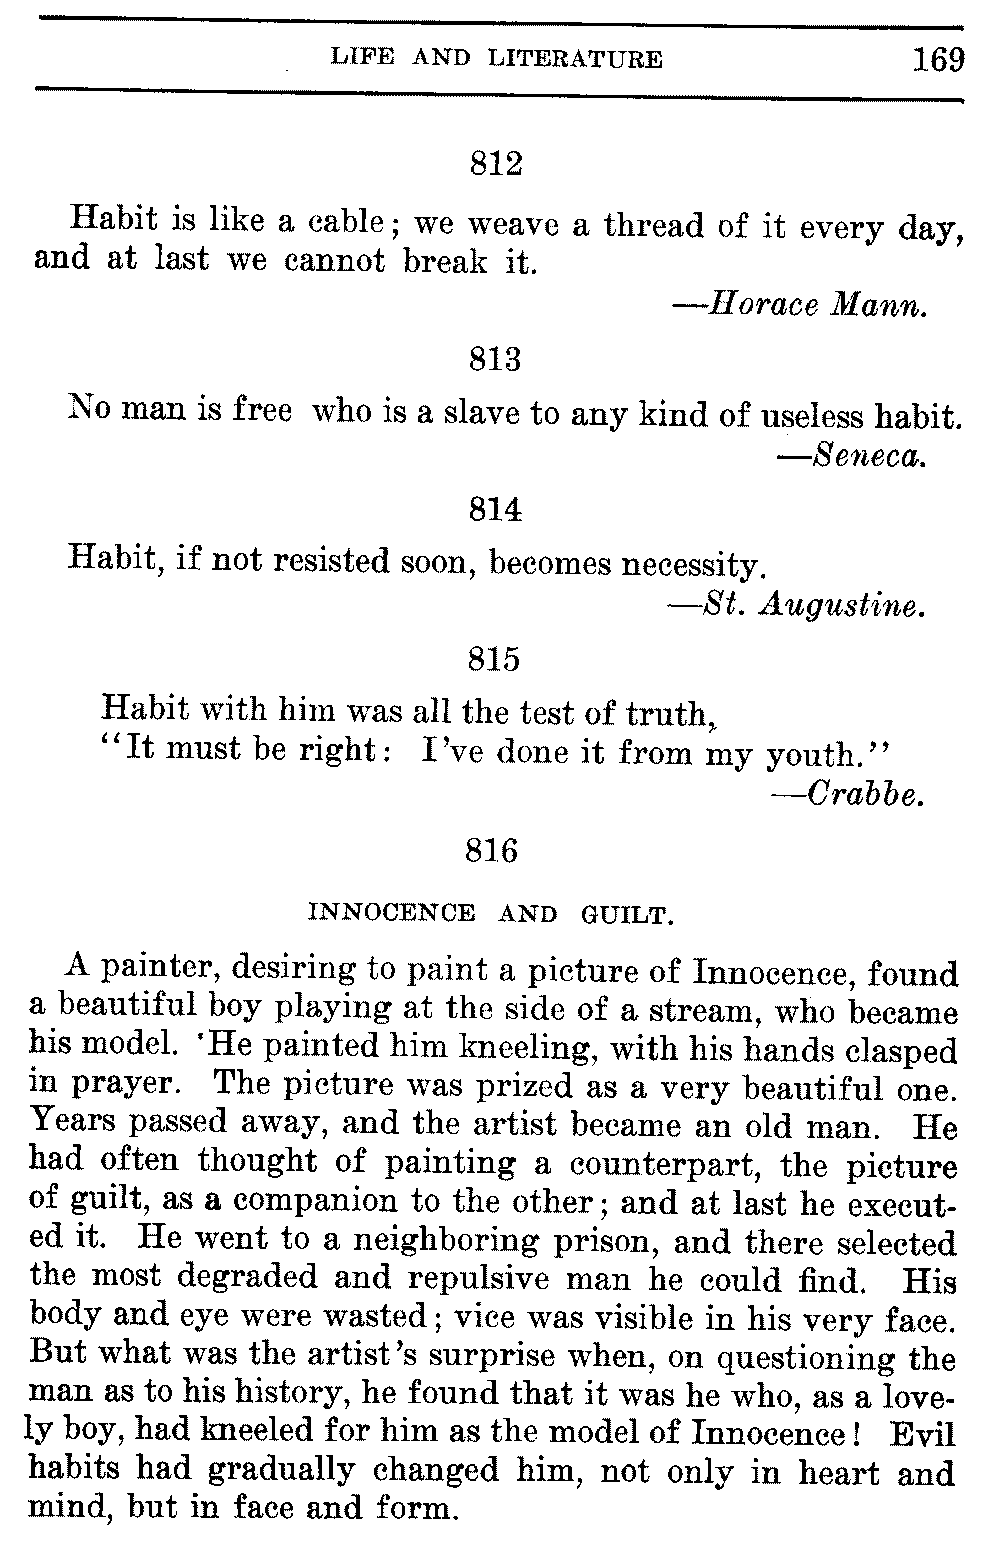 LIFE AND LITERATURE 169
812
Habit is like a cable; we weave a thread of it every day,
and at last we cannot break it.
—Horace Mann.
813
No man is free who is a slave to any kind of useless habit.
—Seneca.
814
Habit, if not resisted soon, becomes necessity.
—St. Augustine.
815
Habit with him was all the test of truth,
"It must be right: I've done it from my youth."
—Crabbe.
816
INNOCENCE AND GUILT.
A painter, desiring to paint a picture of Innocence, found
a beautiful boy playing at the side of a stream, who became
his model. He painted him kneeling, with his hands clasped
in prayer. The picture was prized as a very beautiful one.
Years passed away, and the artist became an old man. He
had often thought of painting a counterpart, the picture
of guilt, as a companion to the other; and at last he execut-
ed it. He went to a neighboring prison, and there selected
the most degraded and repulsive man he could find. His
body and eye were wasted; vice was visible in his very face.
But what was the artist's surprise when, on questioning the
man as to his history, he found that it was he who, as a love-
ly boy, had kneeled for him as the model of Innocence! Evil
habits had gradually changed him, not only in heart and
mind, but in face and form.